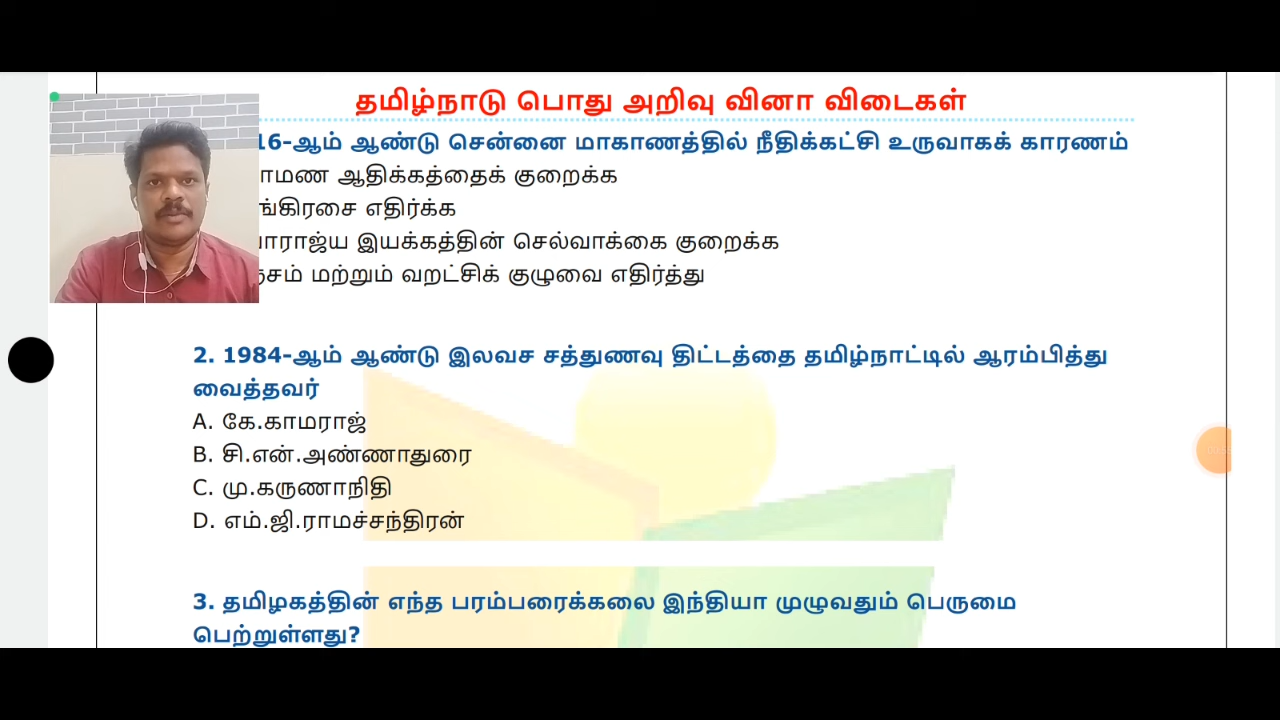 தமிழ்நாடு பொது அறிவு வினா விடைகள்
16-ஆம் ஆண்டு சென்னை மாகாணத்தில் நீதிக்கட்சி உருவாகக் காரணம்
ஆதிக்கத்தைக் குறைக்க
எதிர்க்க
இயக்கத்தின் செல்வாக்கை குறைக்க
மற்றும் வறட்சிக் குழுவை எதிர்த்து
2. 1984-ஆம் ஆண்டு இலவச சத்துணவு திட்டத்தை தமிழ்நாட்டில் ஆரம்பித்து
வைத்தவர்
A. கே.காமராஜ்
B. சி.என்.அண்ணாதுரை
C. மு.கருணாநிதி
D. எம்.ஜி.ராமச்சந்திரன்
3. தமிழகத்தின் எந்த பரம்பரைக்கலை இந்தியா முழுவதும் பெருமை
பெற்றுள்ளது?